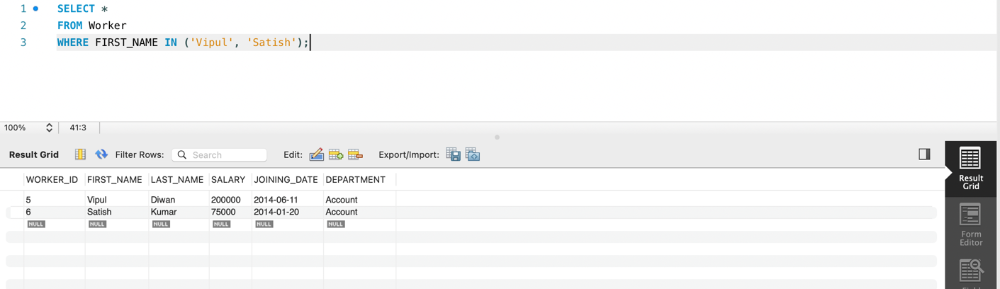 1 SELECT *
2 FROM Worker
3 WHERE FIRST_NAME IN ('Vipul', 'Satish');
100% 41:3
Result Grid Filter Rows: Search Edit: Export/Import:
WORKER_ID FIRST_NAME LAST_NAME SALARY JOINING_DATE DEPARTMENT
5 Vipul Diwan 200000 2014-06-11 Account
6 Satish Kumar 75000 2014-01-20 Account
NULL NULL NULL NULL NULL NULL
Result
Grid
Form
Editor